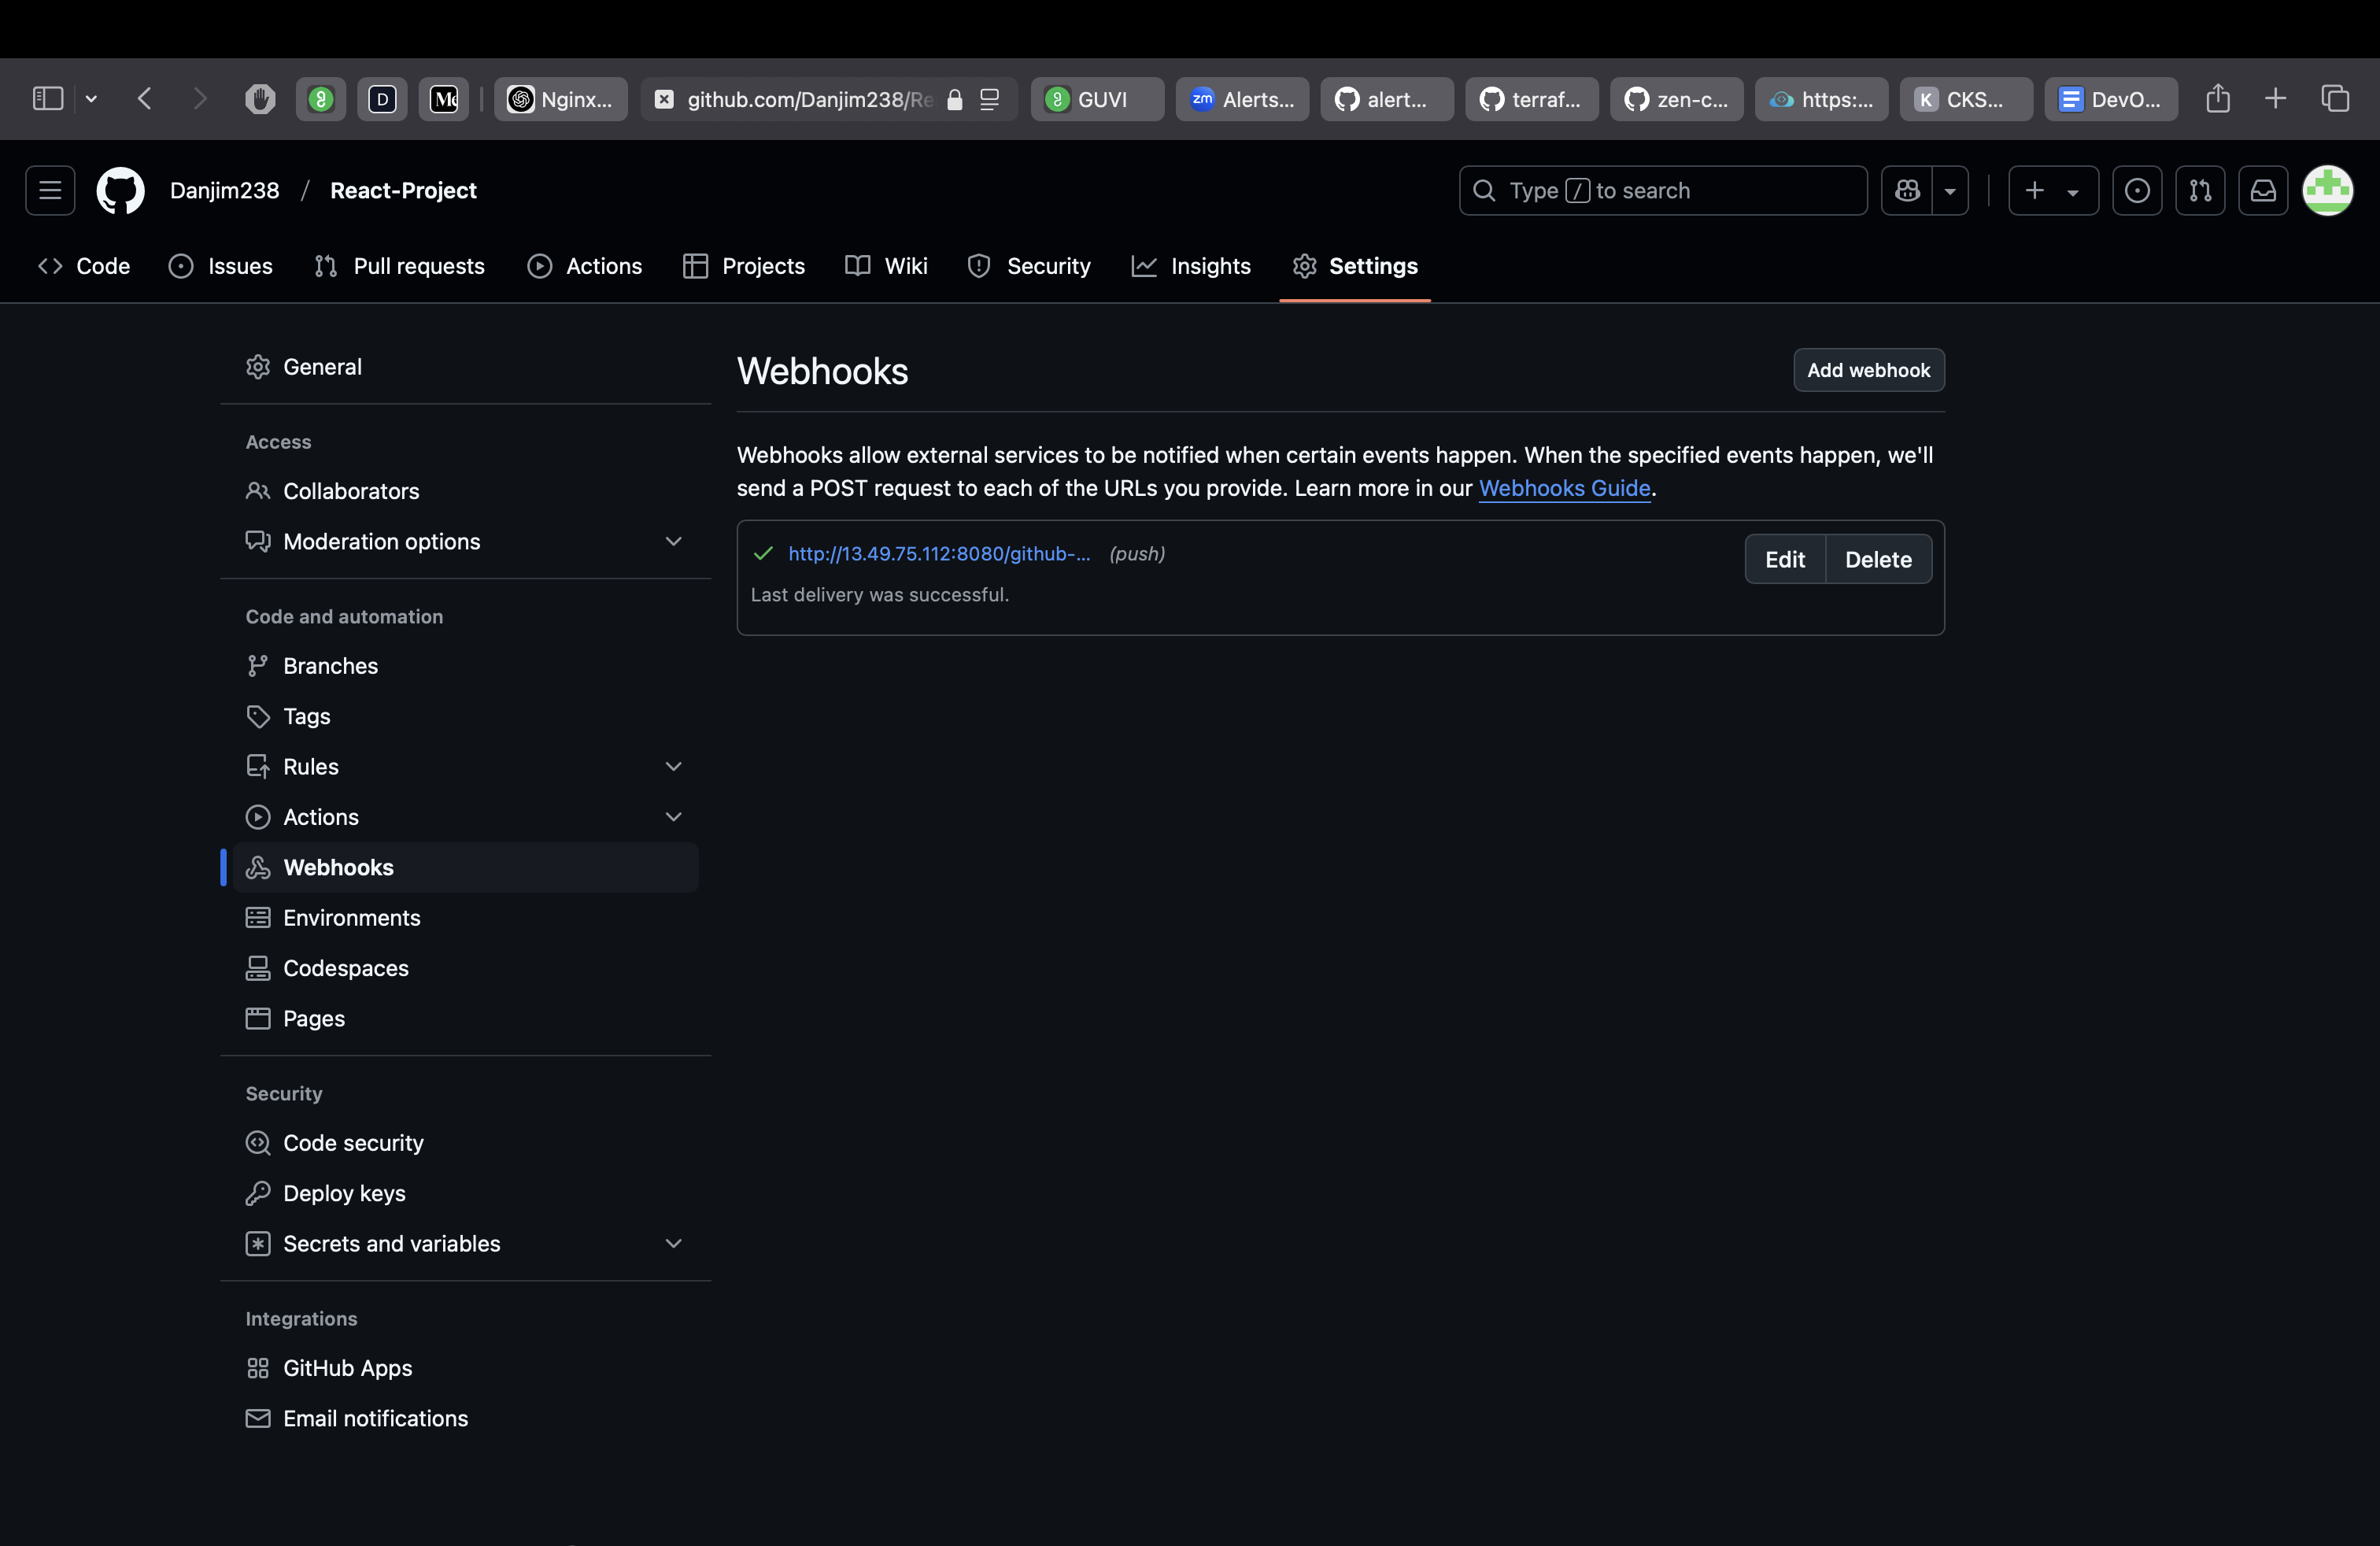 Nginx...
github.com/Danjim238/Re
GUVI
zm Alerts...
alert...
terraf...
zen-c...
https:...
K CKS...
DevO...
Danjim238 / React-Project
Type / to search
Code
Issues
Pull requests
Actions
Projects
Wiki
Security
Insights
Settings
General
Access
Collaborators
Moderation options
Code and automation
Branches
Tags
Rules
Actions
Webhooks
Environments
Codespaces
Pages
Security
Code security
Deploy keys
Secrets and variables
Integrations
GitHub Apps
Email notifications
Webhooks
Add webhook
Webhooks allow external services to be notified when certain events happen. When the specified events happen, we'll
send a POST request to each of the URLs you provide. Learn more in our Webhooks Guide.
http://13.49.75.112:8080/github-... (push)
Edit
Delete
Last delivery was successful.